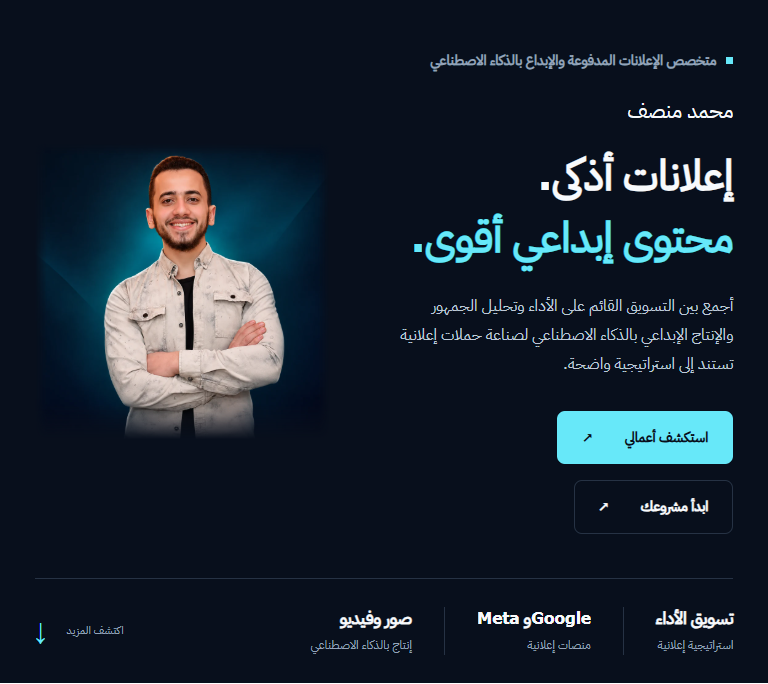 متخصص الإعلانات المدفوعة والإبداع بالذكاء الاصطناعي
محمد منصف
إعلانات أذكى.
محتوى إبداعي أقوى.
أجمع بين التسويق القائم على الأداء وتحليل الجمهور
والإنتاج الإبداعي بالذكاء الاصطناعي لصناعة حملات إعلانية
تستند إلى استراتيجية واضحة.
استكشف أعمالي ↗
ابدأ مشروعك ↗
تسويق الأداء
استراتيجية إعلانية
Google و Meta
منصات إعلانية
صور وفيديو
إنتاج بالذكاء الاصطناعي
اكتشف المزيد ↓